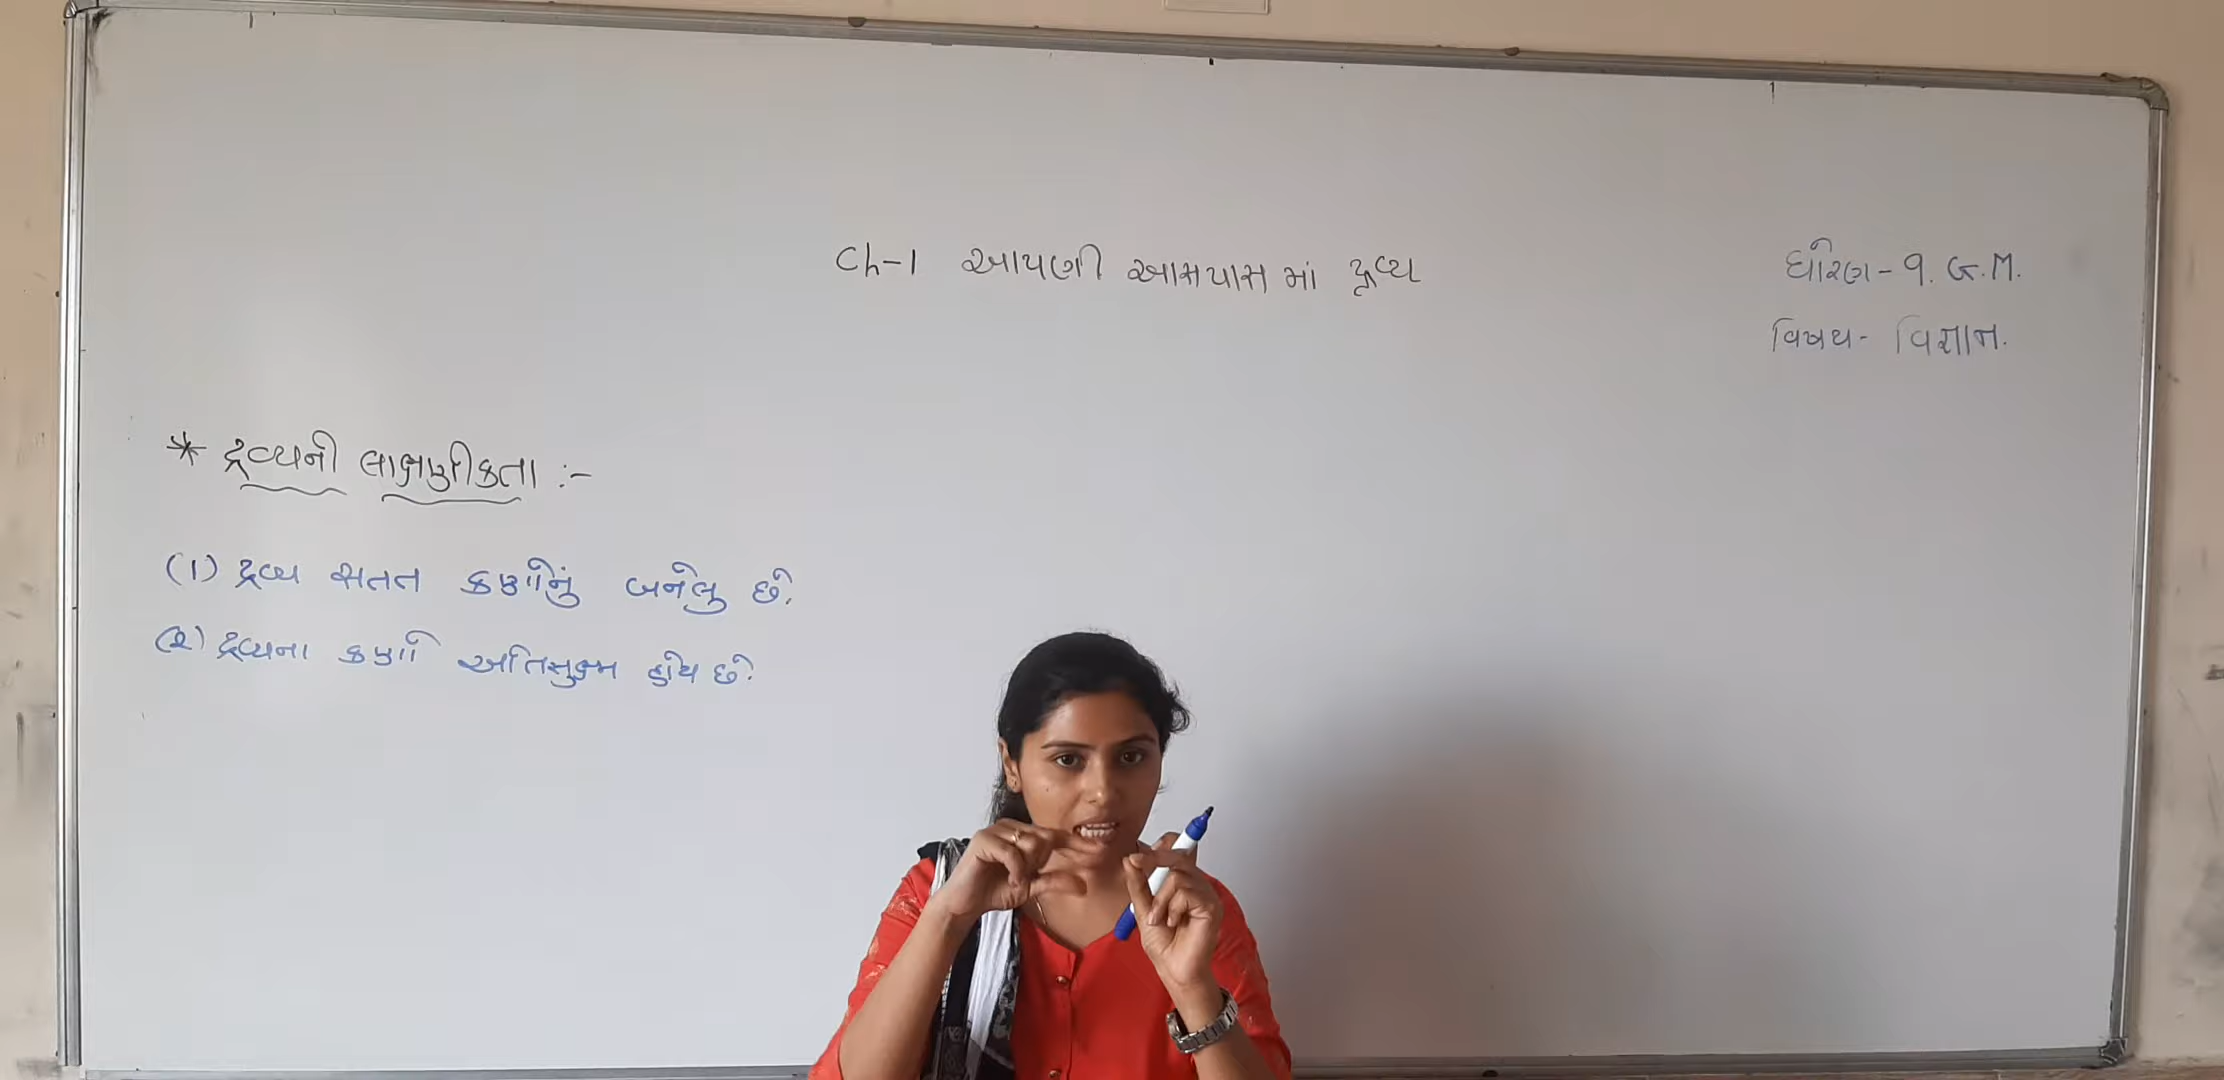 Ch-1 આપણી આસપાસ માં દ્રવ્ય
ધોરણ - 9. G.M.
વિષય - વિજ્ઞાન.
* દ્રવ્યની લાક્ષણીકતા :-
(1) દ્રવ્ય સતત કણોનું બનેલુ છે.
(૨) દ્રવ્યના કણો અતિસુક્ષ્મ હોય છે.